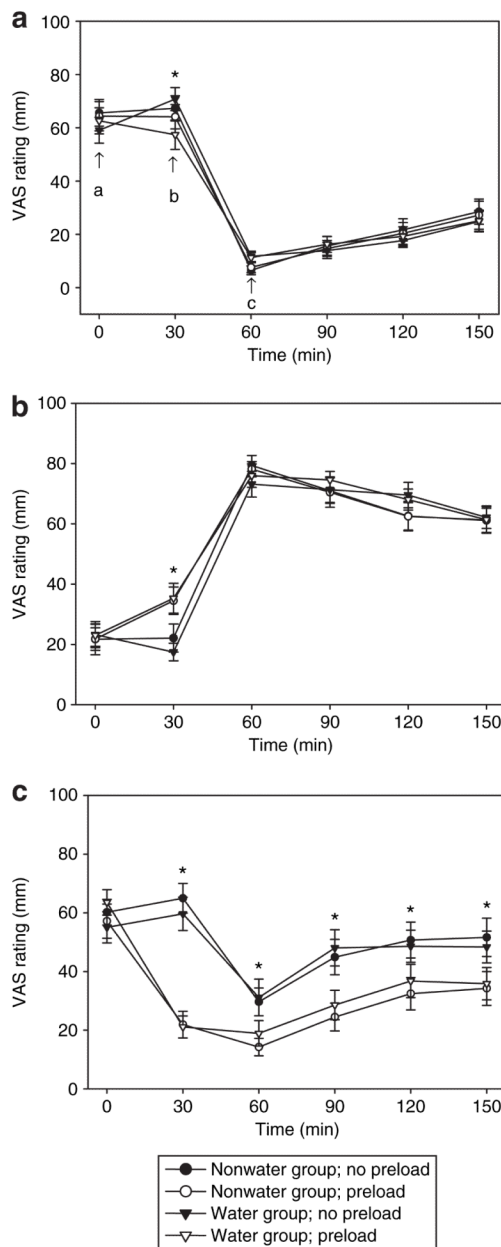 a
100
80
60
40
20
0
VAS rating (mm)
*
a
b
c
0 30 60 90 120 150
Time (min)
b
100
80
60
40
20
0
VAS rating (mm)
*
0 30 60 90 120 150
Time (min)
c
100
80
60
40
20
0
VAS rating (mm)
* * * * *
0 30 60 90 120 150
Time (min)
Nonwater group; no preload
Nonwater group; preload
Water group; no preload
Water group; preload